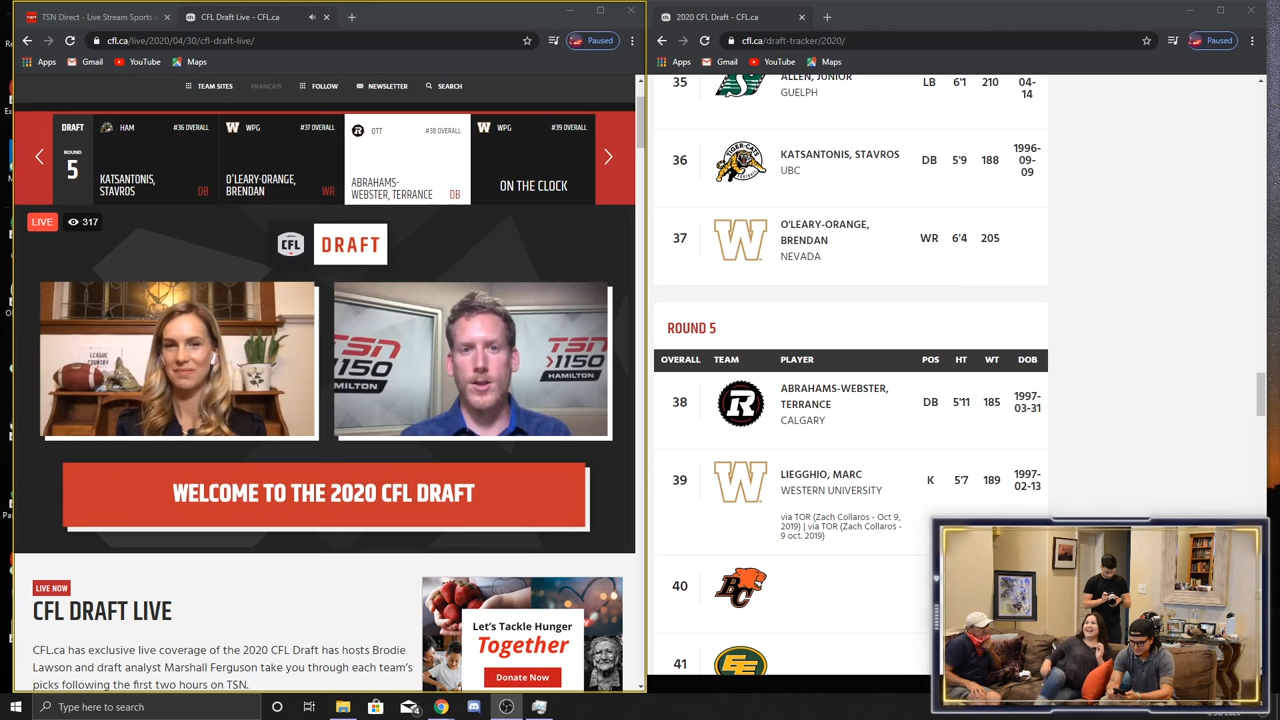 TSN Direct - Live Stream Sports
CFL Draft Live - CFL.ca
cfl.ca/live/2020/04/30/cfl-draft-live/
Paused
Apps Gmail YouTube Maps
TEAM SITES FRANÇAIS FOLLOW NEWSLETTER SEARCH
DRAFT
ROUND
5
HAM #36 OVERALL
KATSANTONIS,
STAVROS DB
WPG #37 OVERALL
O'LEARY-ORANGE,
BRENDAN WR
OTT #38 OVERALL
ABRAHAMS-
WEBSTER, TERRANCE DB
WPG #39 OVERALL
ON THE CLOCK
LIVE 317
CFL DRAFT
LEAGUE
COUNTRY
TSN
1150
TSN
1150
HAMILTON
WELCOME TO THE 2020 CFL DRAFT
LIVE NOW
CFL DRAFT LIVE
CFL.ca has exclusive live coverage of the 2020 CFL Draft has hosts Brodie
Lawson and draft analyst Marshall Ferguson take you through each team's
picks following the first two hours on TSN.
Let's Tackle Hunger
Together
Donate Now
2020 CFL Draft - CFL.ca
cfl.ca/draft-tracker/2020/
Paused
Apps Gmail YouTube Maps
35 ALLEN, JUNIOR LB 6'1 210 04-
GUELPH 14
36 KATSANTONIS, STAVROS DB 5'9 188 1996-
UBC 09-
09
37 O'LEARY-ORANGE, WR 6'4 205
BRENDAN
NEVADA
ROUND 5
OVERALL TEAM PLAYER POS HT WT DOB
38 ABRAHAMS-WEBSTER, DB 5'11 185 1997-
TERRANCE 03-31
CALGARY
39 LIEGGHIO, MARC K 5'7 189 1997-
WESTERN UNIVERSITY 02-13
via TOR (Zach Collaros - Oct 9,
2019) | via TOR (Zach Collaros -
9 oct. 2019)
40 BC
41
Type here to search